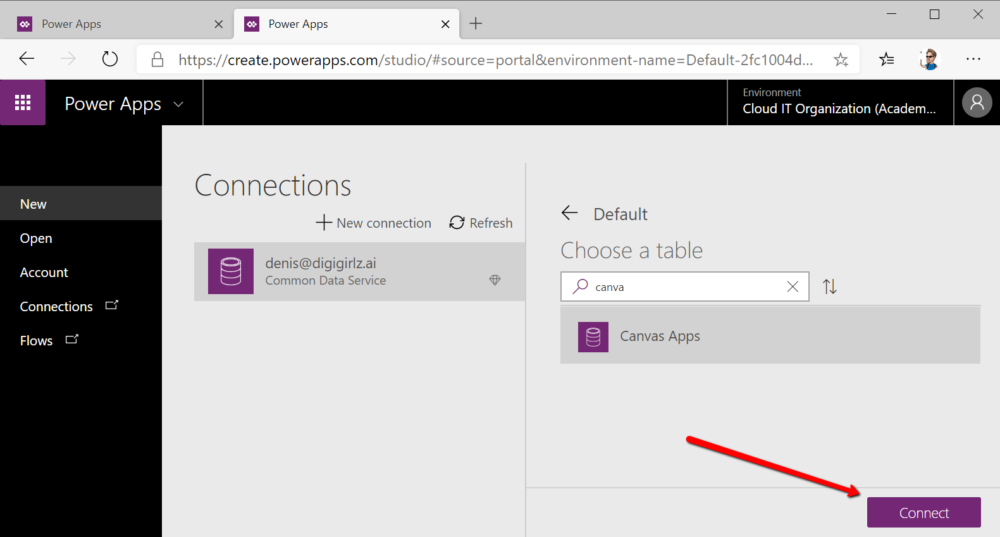 Power Apps
Power Apps
https://create.powerapps.com/studio/#source=portal&environment-name=Default-2fc1004d...
Power Apps
Environment
Cloud IT Organization (Academ...
New
Open
Account
Connections
Flows
Connections
New connection
Refresh
denis@digigirlz.ai
Common Data Service
Default
Choose a table
canva
Canvas Apps
Connect